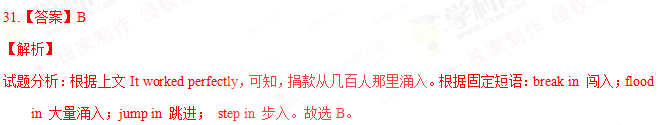 31.【答案】B
【解析】
试题分析：根据上文 It worked perfectly，可知，捐款从几百人那里涌入。根据固定短语：break in 闯入；flood
in 大量涌入；jump in 跳进； step in 步入。故选 B。